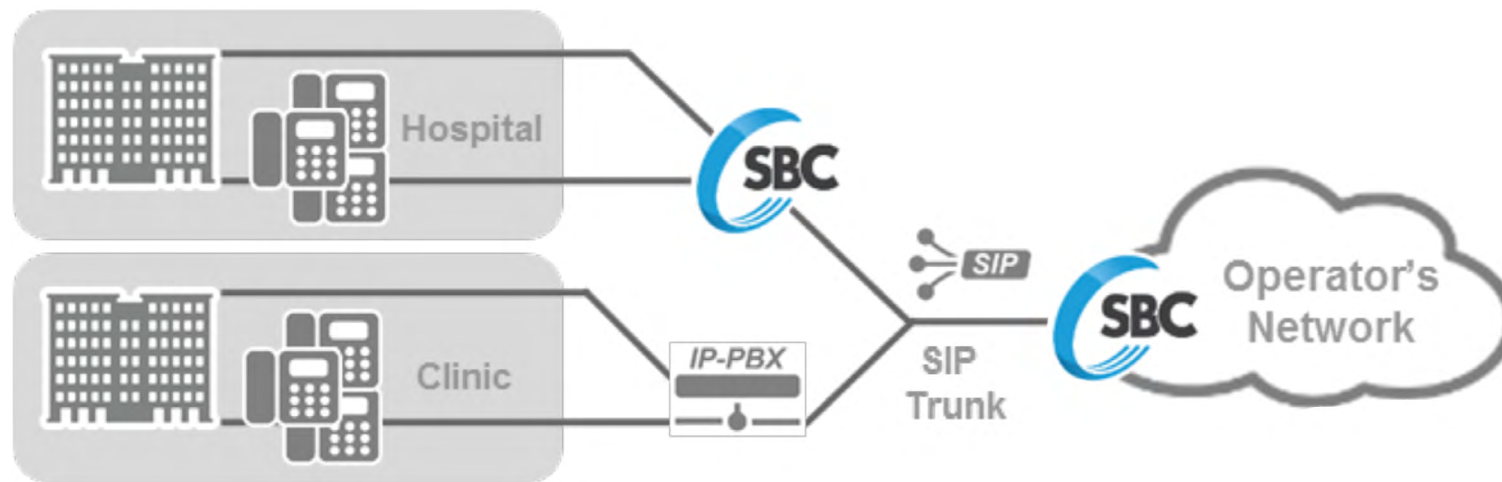 Hospital
SBC
SIP
Operator's
Network
SBC
Clinic
IP-PBX
SIP
Trunk